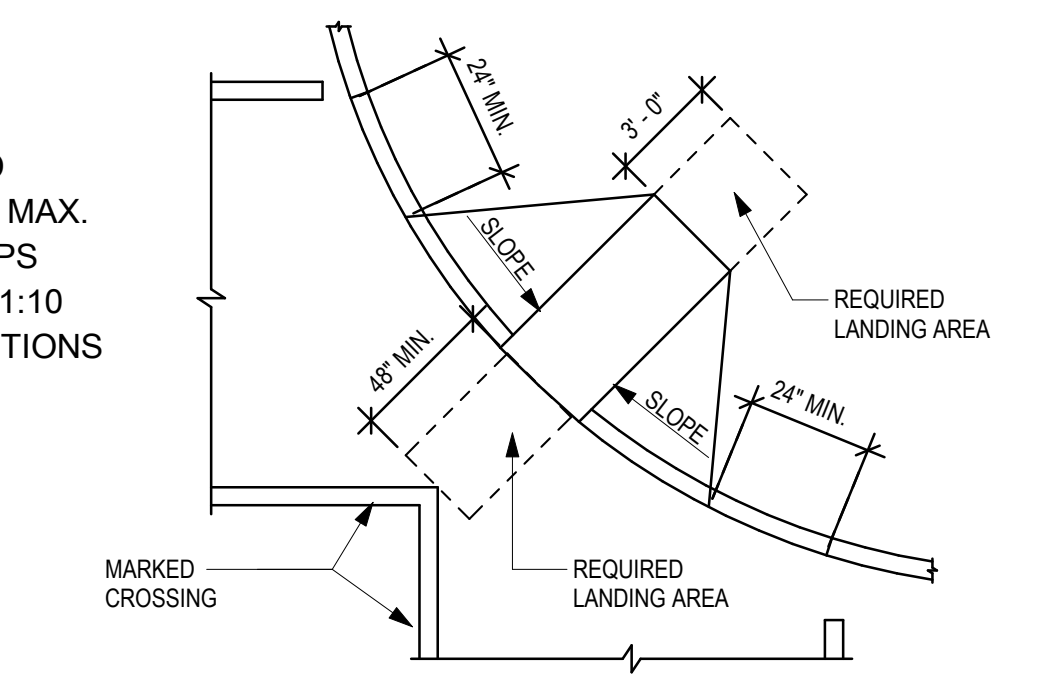 24" MIN.
3' - 0"
MAX.
PS
1:10
TIONS
SLOPE
REQUIRED
LANDING AREA
48" MIN.
SLOPE
24" MIN.
MARKED
CROSSING
REQUIRED
LANDING AREA